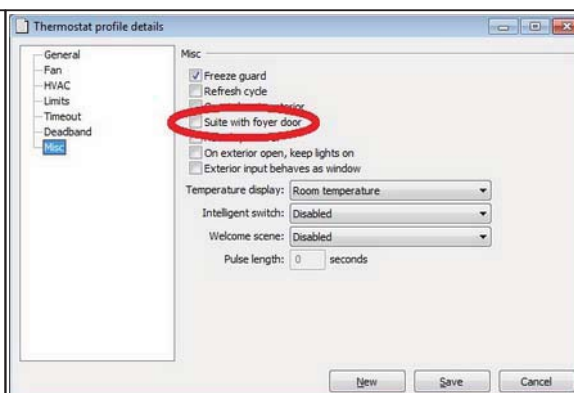 Thermostat profile details
General
Fan
HVAC
Limits
Timeout
Deadband
Misc
Misc
Freeze guard
Refresh cycle
Suite with foyer door
On exterior open, keep lights on
Exterior input behaves as window
Temperature display: Room temperature
Intelligent switch: Disabled
Welcome scene: Disabled
Pulse length: 0 seconds
New Save Cancel